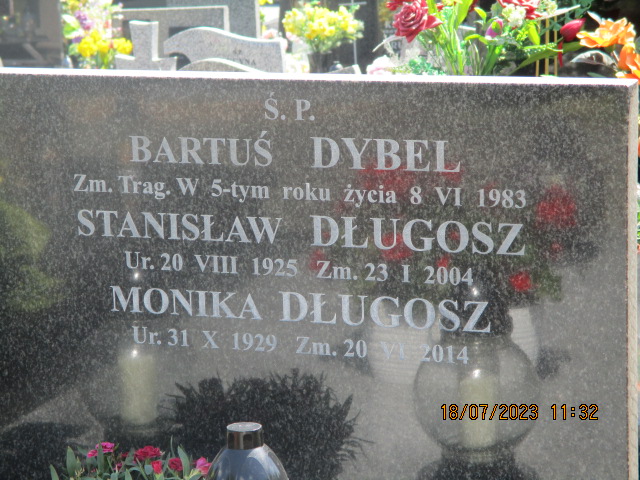 Ś. P.
BARTUŚ DYBEL
Zm. Trag. W 5-tym roku życia 8 VI 1983
STANISŁAW DŁUGOSZ
Ur. 20 VIII 1925 Zm. 23 I 2004
MONIKA DŁUGOSZ
Ur. 31 X 1929 Zm. 20 VI 2014
18/07/2023 11:32